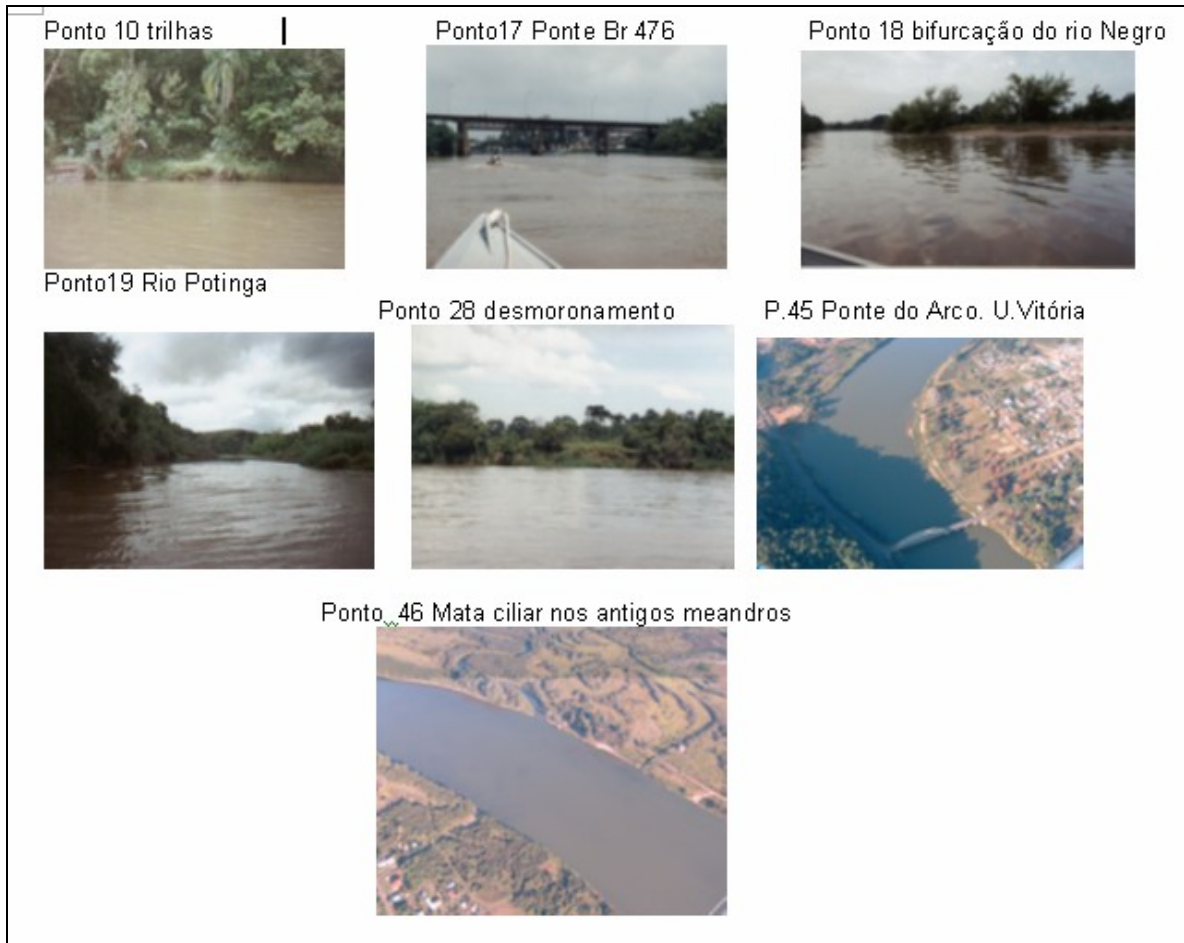 Ponto 10 trilhas
Ponto17 Ponte Br 476
Ponto 18 bifurcação do rio Negro
Ponto19 Rio Potinga
Ponto 28 desmoronamento
P.45 Ponte do Arco. U.Vitória
Ponto 46 Mata ciliar nos antigos meandros